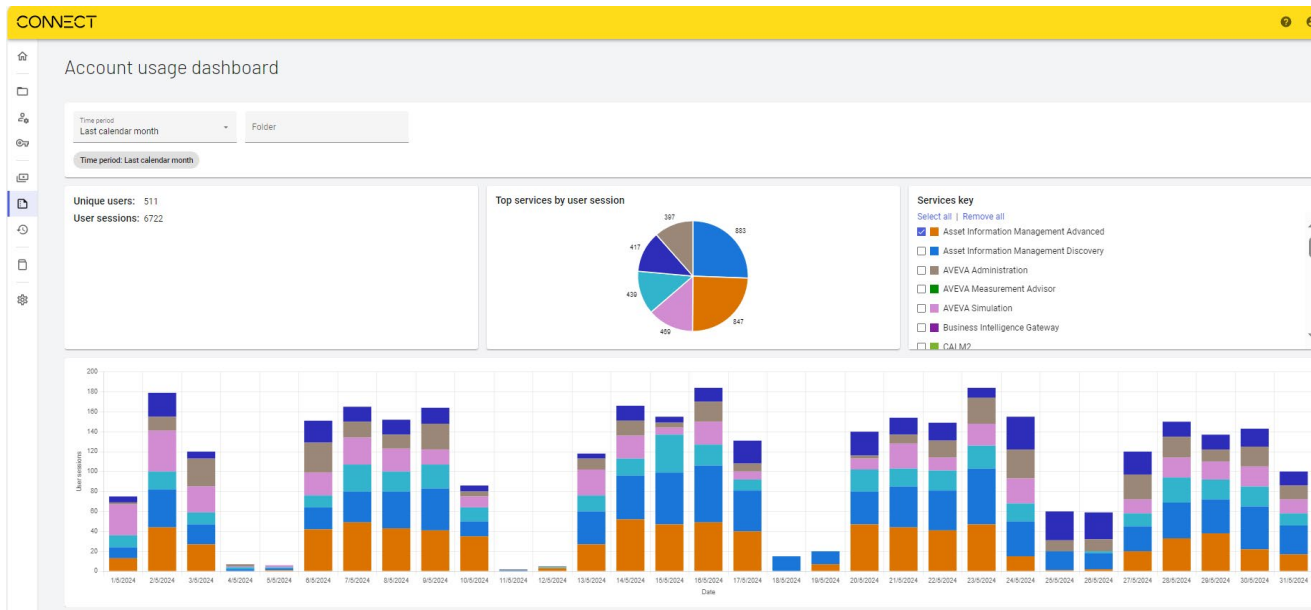 CONNECT
Account usage dashboard
Time period
Last calendar month
Folder
Time period: Last calendar month
Unique users: 511
User sessions: 6722
Top services by user session
397
883
417
439
469
847
Services key
Select all | Remove all
Asset Information Management Advanced
Asset Information Management Discovery
AVEVA Administration
AVEVA Measurement Advisor
AVEVA Simulation
Business Intelligence Gateway
CALM2
200
180
160
140
120
100
80
60
40
20
0
User sessions
1/5/2024 2/5/2024 3/5/2024 4/5/2024 5/5/2024 6/5/2024 7/5/2024 8/5/2024 9/5/2024 10/5/2024 11/5/2024 12/5/2024 13/5/2024 14/5/2024 15/5/2024 16/5/2024 17/5/2024 18/5/2024 19/5/2024 20/5/2024 21/5/2024 22/5/2024 23/5/2024 24/5/2024 25/5/2024 26/5/2024 27/5/2024 28/5/2024 29/5/2024 30/5/2024 31/5/2024
Date